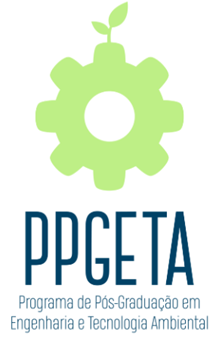 PPGETA
Programa de Pós-Graduação em
Engenharia e Tecnologia Ambiental